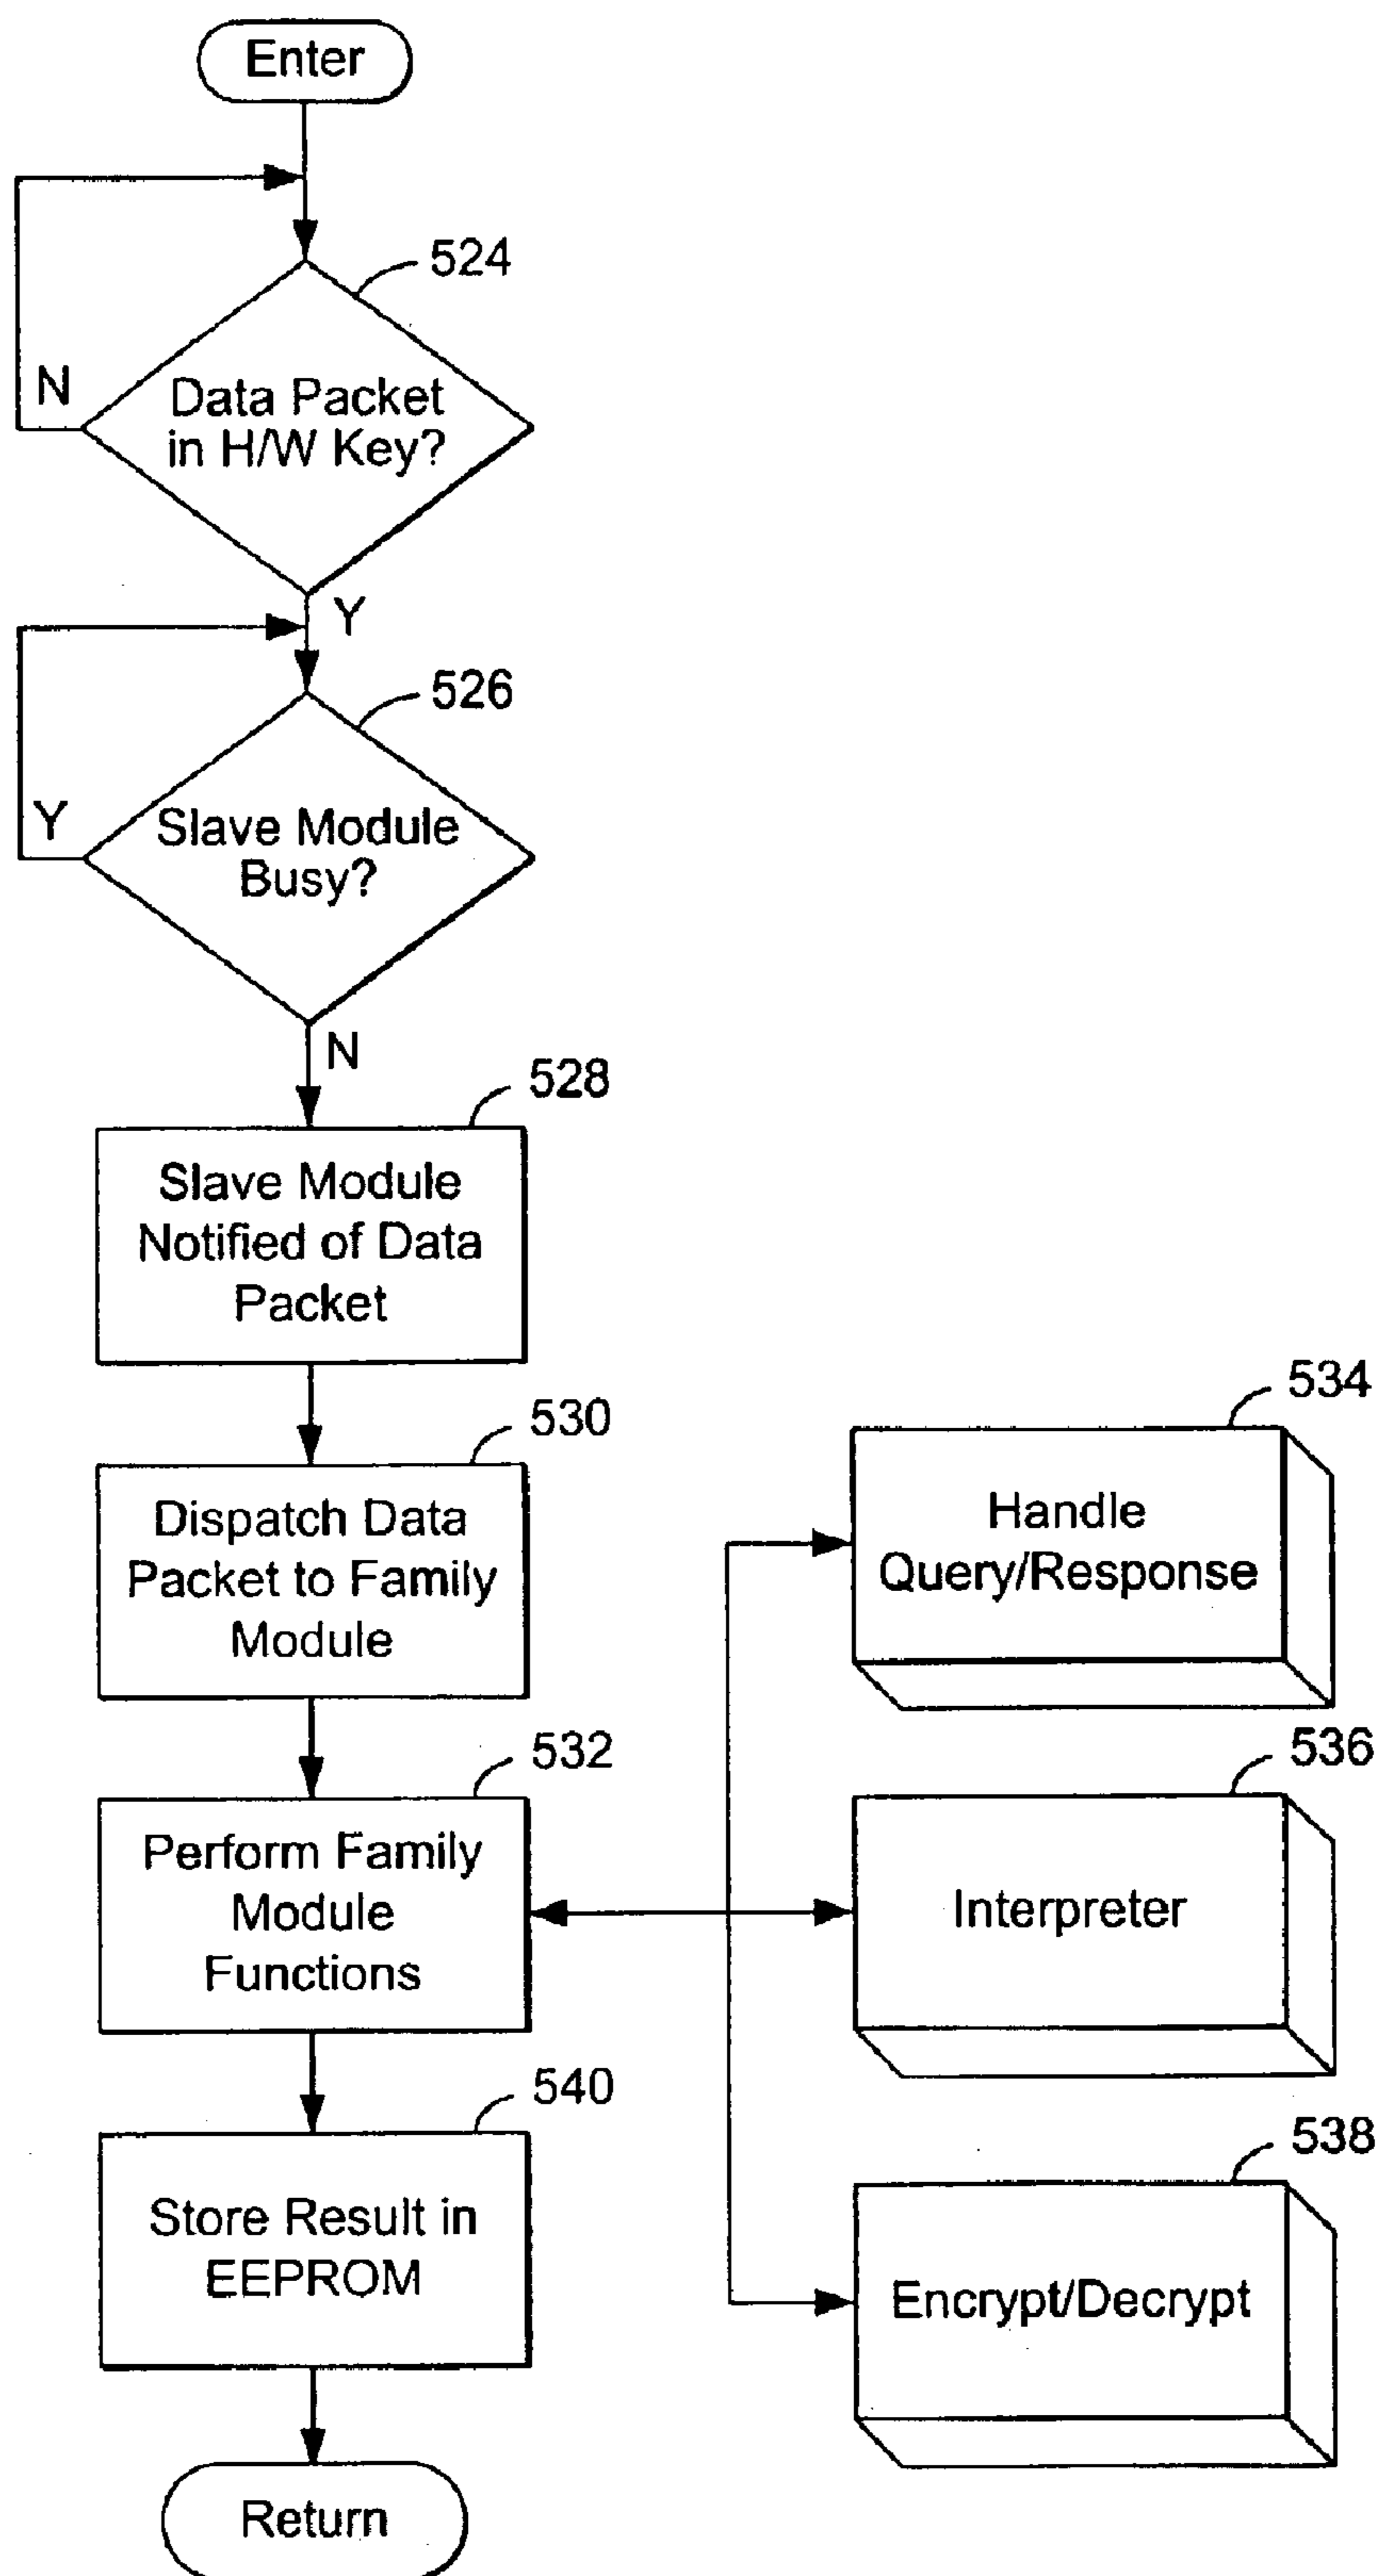 Enter
524
N
Data Packet
in H/W Key?
Y
526
Y
Slave Module
Busy?
N
528
Slave Module
Notified of Data
Packet
530
Dispatch Data
Packet to Family
Module
532
Perform Family
Module
Functions
534
Handle
Query/Response
536
Interpreter
538
Encrypt/Decrypt
540
Store Result in
EEPROM
Return